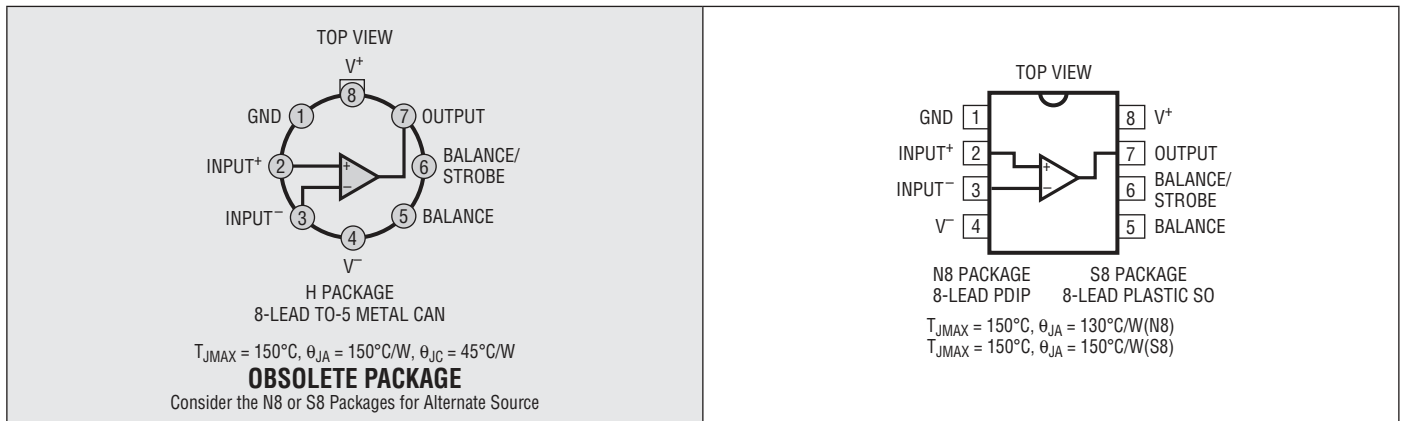 TOP VIEW
V+
8
GND 1
7 OUTPUT
INPUT+ 2
+
6 BALANCE/
STROBE
–
INPUT– 3
5 BALANCE
4
V–
H PACKAGE
8-LEAD TO-5 METAL CAN
TJMAX = 150°C, θJA = 150°C/W, θJC = 45°C/W
OBSOLETE PACKAGE
Consider the N8 or S8 Packages for Alternate Source
TOP VIEW
GND 1
8 V+
INPUT+ 2
+
7 OUTPUT
INPUT– 3
–
6 BALANCE/
STROBE
V– 4
5 BALANCE
N8 PACKAGE
8-LEAD PDIP
S8 PACKAGE
8-LEAD PLASTIC SO
TJMAX = 150°C, θJA = 130°C/W(N8)
TJMAX = 150°C, θJA = 150°C/W(S8)